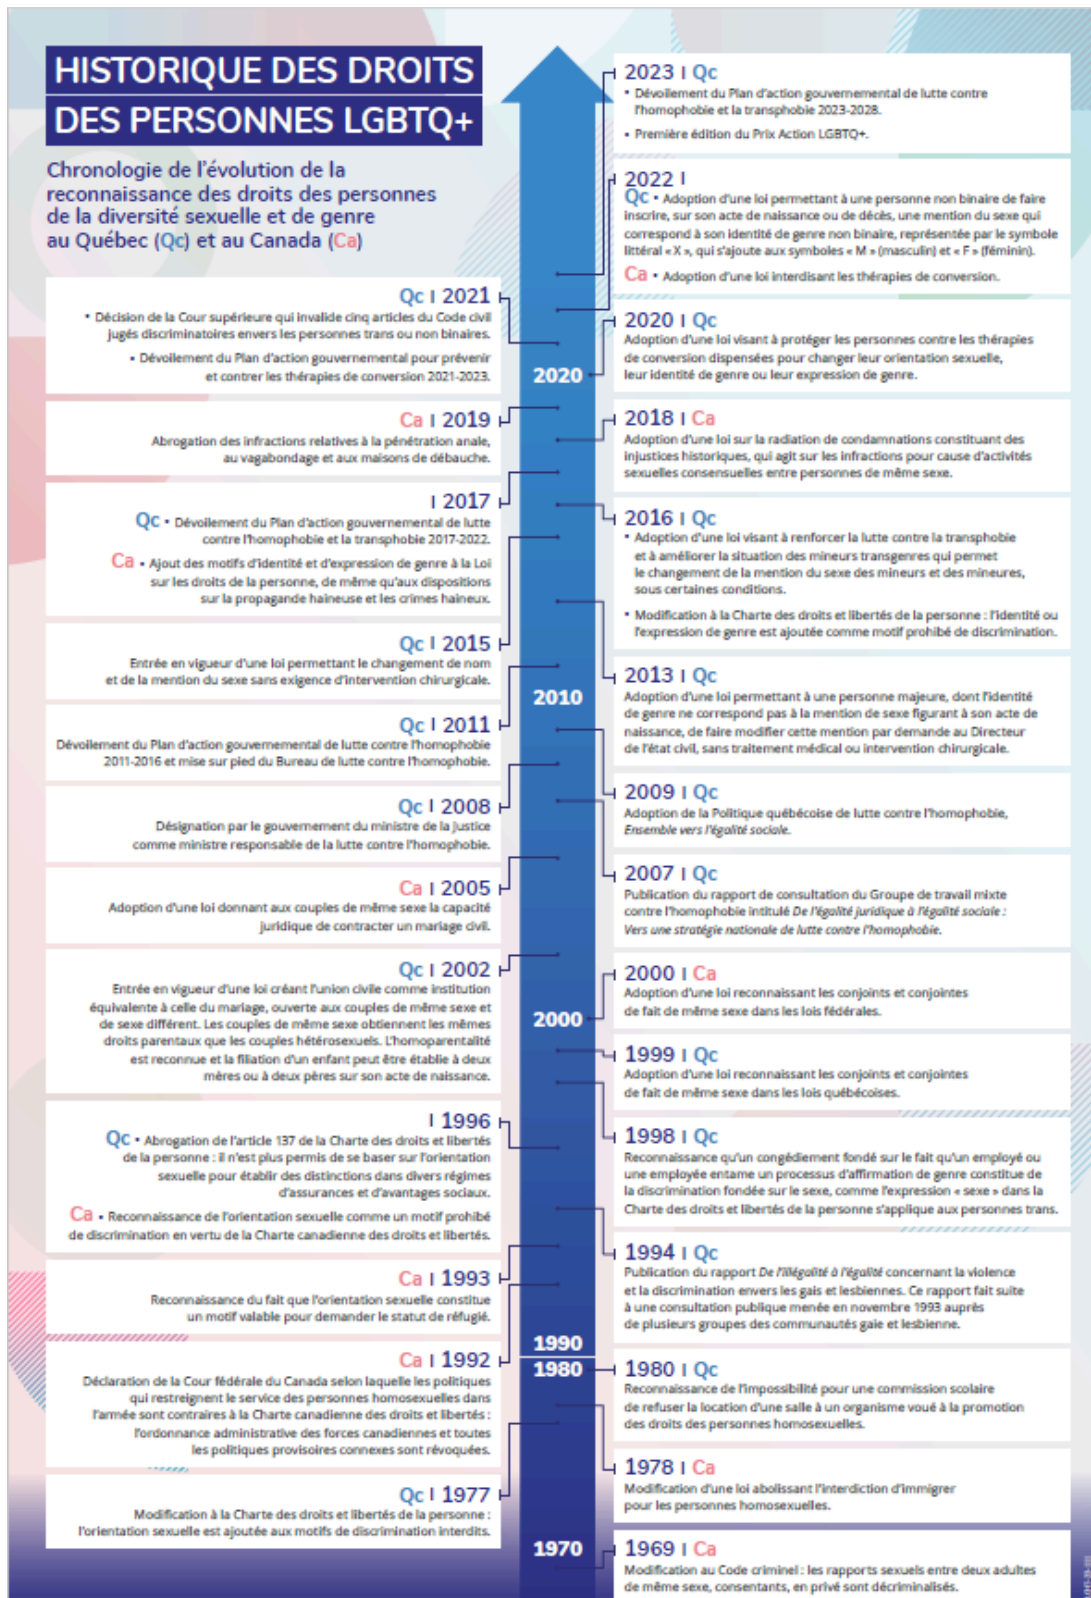 HISTORIQUE DES DROITS
DES PERSONNES LGBTQ+
Chronologie de l'évolution de la
reconnaissance des droits des personnes
de la diversité sexuelle et de genre
au Québec (Qc) et au Canada (Ca)
Qc | 2021
• Décision de la Cour supérieure qui invalide cinq articles du Code civil
jugés discriminatoires envers les personnes trans ou non binaires.
• Dévoilement du Plan d'action gouvernemental pour prévenir
et contrer les thérapies de conversion 2021-2023.
Ca | 2019
Abrogation des infractions relatives à la pénétration anale,
au vagabondage et aux maisons de débauche.
| 2017
Qc • Dévoilement du Plan d'action gouvernemental de lutte
contre l'homophobie et la transphobie 2017-2022.
Ca • Ajout des motifs d'identité et d'expression de genre à la Loi
sur les droits de la personne, de même qu'aux dispositions
sur la propagande haineuse et les crimes haineux.
Qc | 2015
Entrée en vigueur d'une loi permettant le changement de nom
et de la mention du sexe sans exigence d'intervention chirurgicale.
Qc | 2011
Dévoilement du Plan d'action gouvernemental de lutte contre l'homophobie
2011-2016 et mise sur pied du Bureau de lutte contre l'homophobie.
Qc | 2008
Désignation par le gouvernement du ministre de la Justice
comme ministre responsable de la lutte contre l'homophobie.
Ca | 2005
Adoption d'une loi donnant aux couples de même sexe la capacité
juridique de contracter un mariage civil.
Qc | 2002
Entrée en vigueur d'une loi créant l'union civile comme institution
équivalente à celle du mariage, ouverte aux couples de même sexe et
de sexe différent. Les couples de même sexe obtiennent les mêmes
droits parentaux que les couples hétérosexuels. L'homoparentalité
est reconnue et la filiation d'un enfant peut être établie à deux
mères ou à deux pères sur son acte de naissance.
| 1996
Qc • Abrogation de l'article 137 de la Charte des droits et libertés
de la personne : il n'est plus permis de se baser sur l'orientation
sexuelle pour établir des distinctions dans divers régimes
d'assurances et d'avantages sociaux.
Ca • Reconnaissance de l'orientation sexuelle comme un motif prohibé
de discrimination en vertu de la Charte canadienne des droits et libertés.
Ca | 1993
Reconnaissance du fait que l'orientation sexuelle constitue
un motif valable pour demander le statut de réfugié.
Ca | 1992
Déclaration de la Cour fédérale du Canada selon laquelle les politiques
qui restreignent le service des personnes homosexuelles dans
l'armée sont contraires à la Charte canadienne des droits et libertés :
l'ordonnance administrative des forces canadiennes et toutes
les politiques provisoires connexes sont révoquées.
Qc | 1977
Modification à la Charte des droits et libertés de la personne :
l'orientation sexuelle est ajoutée aux motifs de discrimination interdits.
2020
2010
2000
1990
1980
1970
2023 | Qc
• Dévoilement du Plan d'action gouvernemental de lutte contre
l'homophobie et la transphobie 2023-2028.
• Première édition du Prix Action LGBTQ+.
2022 |
Qc • Adoption d'une loi permettant à une personne non binaire de faire
inscrire, sur son acte de naissance ou de décès, une mention du sexe qui
correspond à son identité de genre non binaire, représentée par le symbole
littéral « X », qui s'ajoute aux symboles « M » (masculin) et « F » (féminin).
Ca • Adoption d'une loi interdisant les thérapies de conversion.
2020 | Qc
Adoption d'une loi visant à protéger les personnes contre les thérapies
de conversion dispensées pour changer leur orientation sexuelle,
leur identité de genre ou leur expression de genre.
2018 | Ca
Adoption d'une loi sur la radiation de condamnations constituant des
injustices historiques, qui agit sur les infractions pour cause d'activités
sexuelles consensuelles entre personnes de même sexe.
2016 | Qc
• Adoption d'une loi visant à renforcer la lutte contre la transphobie
et à améliorer la situation des mineurs transgenres qui permet
le changement de la mention du sexe des mineurs et des mineures,
sous certaines conditions.
• Modification à la Charte des droits et libertés de la personne : l'identité ou
l'expression de genre est ajoutée comme motif prohibé de discrimination.
2013 | Qc
Adoption d'une loi permettant à une personne majeure, dont l'identité
de genre ne correspond pas à la mention de sexe figurant à son acte de
naissance, de faire modifier cette mention par demande au Directeur
de l'état civil, sans traitement médical ou intervention chirurgicale.
2009 | Qc
Adoption de la Politique québécoise de lutte contre l'homophobie,
Ensemble vers l'égalité sociale.
2007 | Qc
Publication du rapport de consultation du Groupe de travail mixte
contre l'homophobie intitulé De l'égalité juridique à l'égalité sociale :
Vers une stratégie nationale de lutte contre l'homophobie.
2000 | Ca
Adoption d'une loi reconnaissant les conjoints et conjointes
de fait de même sexe dans les lois fédérales.
1999 | Qc
Adoption d'une loi reconnaissant les conjoints et conjointes
de fait de même sexe dans les lois québécoises.
1998 | Qc
Reconnaissance qu'un congédiement fondé sur le fait qu'un employé ou
une employée entame un processus d'affirmation de genre constitue de
la discrimination fondée sur le sexe, comme l'expression « sexe » dans la
Charte des droits et libertés de la personne s'applique aux personnes trans.
1994 | Qc
Publication du rapport De l'illégalité à l'égalité concernant la violence
et la discrimination envers les gais et lesbiennes. Ce rapport fait suite
à une consultation publique menée en novembre 1993 auprès
de plusieurs groupes des communautés gaie et lesbienne.
1980 | Qc
Reconnaissance de l'impossibilité pour une commission scolaire
de refuser la location d'une salle à un organisme voué à la promotion
des droits des personnes homosexuelles.
1978 | Ca
Modification d'une loi abolissant l'interdiction d'immigrer
pour les personnes homosexuelles.
1969 | Ca
Modification au Code criminel : les rapports sexuels entre deux adultes
de même sexe, consentants, en privé sont décriminalisés.